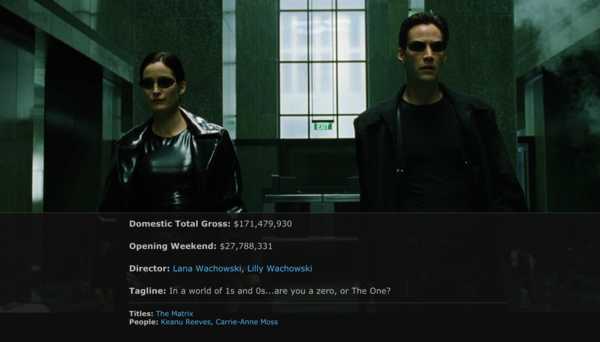 EXIT
Domestic Total Gross: $171,479,930
Opening Weekend: $27,788,331
Director: Lana Wachowski, Lilly Wachowski
Tagline: In a world of 1s and 0s...are you a zero, or The One?
Titles: The Matrix
People: Keanu Reeves, Carrie-Anne Moss